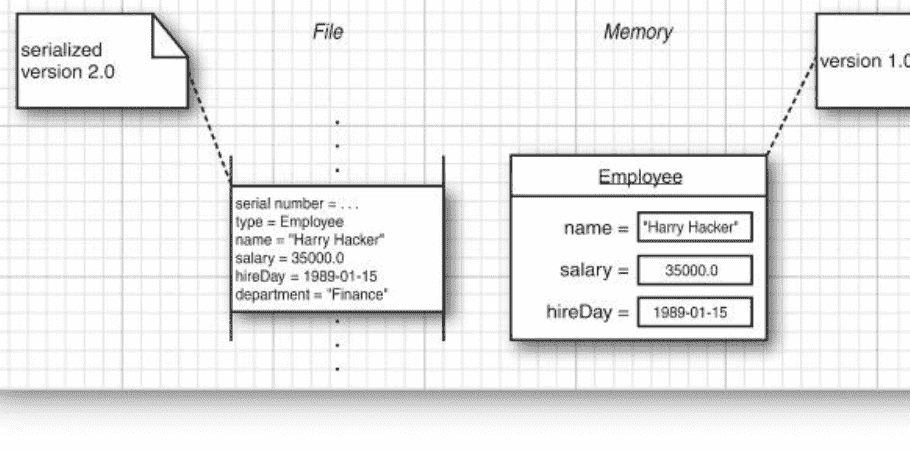 File
Memory
serialized
version 2.0
version 1.0
serial number = . . .
type = Employee
name = "Harry Hacker"
salary = 35000.0
hireDay = 1989-01-15
department = "Finance"
Employee
name = "Harry Hacker"
salary = 35000.0
hireDay = 1989-01-15